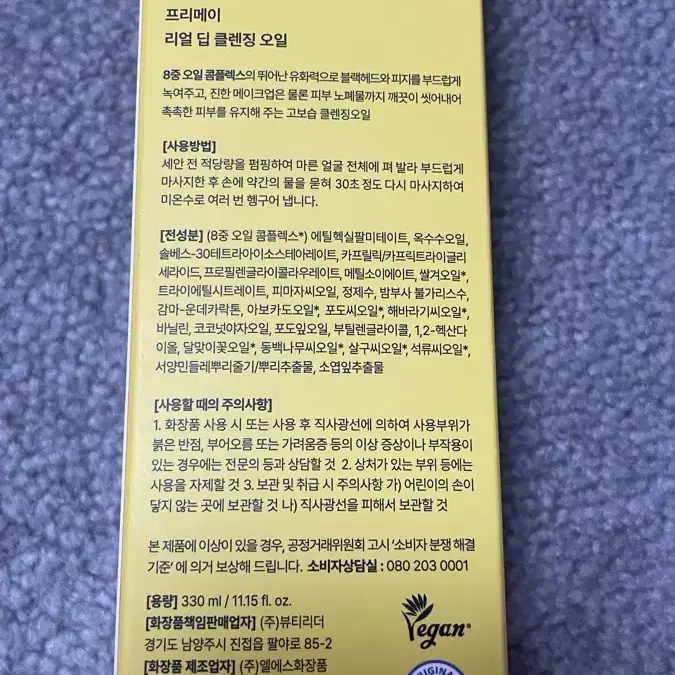 프리메이
리얼 딥 클렌징 오일
8중 오일 콤플렉스의 뛰어난 유화력으로 블랙헤드와 피지를 부드럽게
녹여주고, 진한 메이크업은 물론 피부 노폐물까지 깨끗이 씻어내어
촉촉한 피부를 유지해 주는 고보습 클렌징오일
[사용방법]
세안 전 적당량을 펌핑하여 마른 얼굴 전체에 펴 발라 부드럽게
마사지한 후 손에 약간의 물을 묻혀 30초 정도 다시 마사지하여
미온수로 여러 번 헹구어 냅니다.
[전성분] (8중 오일 콤플렉스*) 에틸헥실팔미테이트, 옥수수오일,
솔베스-30테트라아이소스테아레이트, 카프릴릭/카프릭트라이글리
세라이드, 프로필렌글라이콜라우레이트, 메틸소이에이트, 쌀겨오일*,
트라이에틸시트레이트, 피마자씨오일, 정제수, 밤부사 불가리스수,
감마-운데카락톤, 아보카도오일*, 포도씨오일*, 해바라기씨오일*,
바닐린, 코코넛야자오일, 포도잎오일, 부틸렌글라이콜, 1,2-헥산다
이올, 달맞이꽃오일*, 동백나무씨오일*, 살구씨오일*, 석류씨오일*,
서양민들레뿌리줄기/뿌리추출물, 소엽잎추출물
[사용할 때의 주의사항]
1. 화장품 사용 시 또는 사용 후 직사광선에 의하여 사용부위가
붉은 반점, 부어오름 또는 가려움증 등의 이상 증상이나 부작용이
있는 경우에는 전문의 등과 상담할 것 2. 상처가 있는 부위 등에는
사용을 자제할 것 3. 보관 및 취급 시 주의사항 가) 어린이의 손이
닿지 않는 곳에 보관할 것 나) 직사광선을 피해서 보관할 것
본 제품에 이상이 있을 경우, 공정거래위원회 고시 '소비자 분쟁 해결
기준' 에 의거 보상해 드립니다. 소비자상담실 : 080 203 0001
[용량] 330 ml / 11.15 fl. oz.
[화장품책임판매업자] (주)뷰티리더
경기도 남양주시 진접읍 팔야로 85-2
[화장품 제조업자] (주)엘에스화장품
Vegan
ORIGINAL